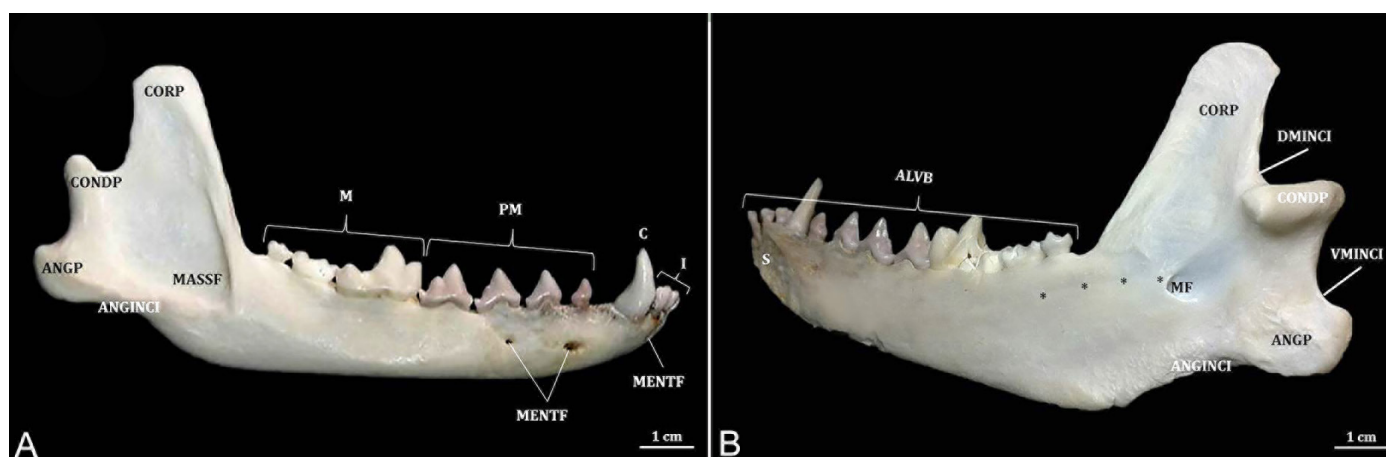 CORP
CONDP
M
PM
C
I
ANGP
MASSF
ANGINCI
MENTF
MENTF
A
1 cm
CORP
DMINCI
ALVB
CONDP
S
VMINCI
* * * *
MF
ANGP
ANGINCI
B
1 cm